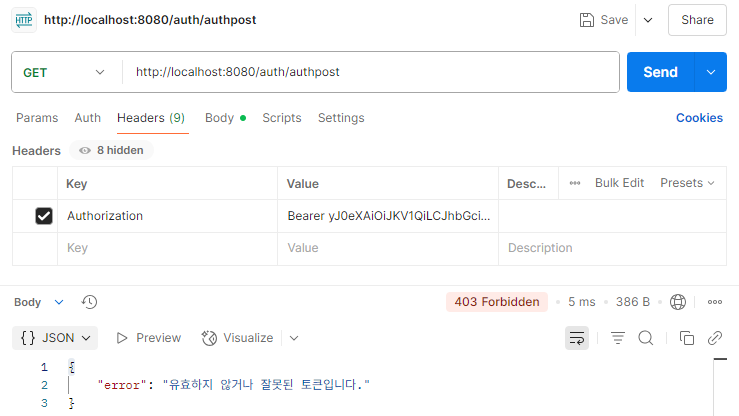 HTTP http://localhost:8080/auth/authpost Save Share
GET http://localhost:8080/auth/authpost Send
Params Auth Headers (9) Body Scripts Settings Cookies
Headers 8 hidden
Key Value Desc... Bulk Edit Presets
Authorization Bearer yJ0eXAiOiJKV1QiLCJhbGci...
Key Value Description
Body 403 Forbidden 5 ms 386 B
{} JSON Preview Visualize
1 {
2 "error": "유효하지 않거나 잘못된 토큰입니다."
3 }